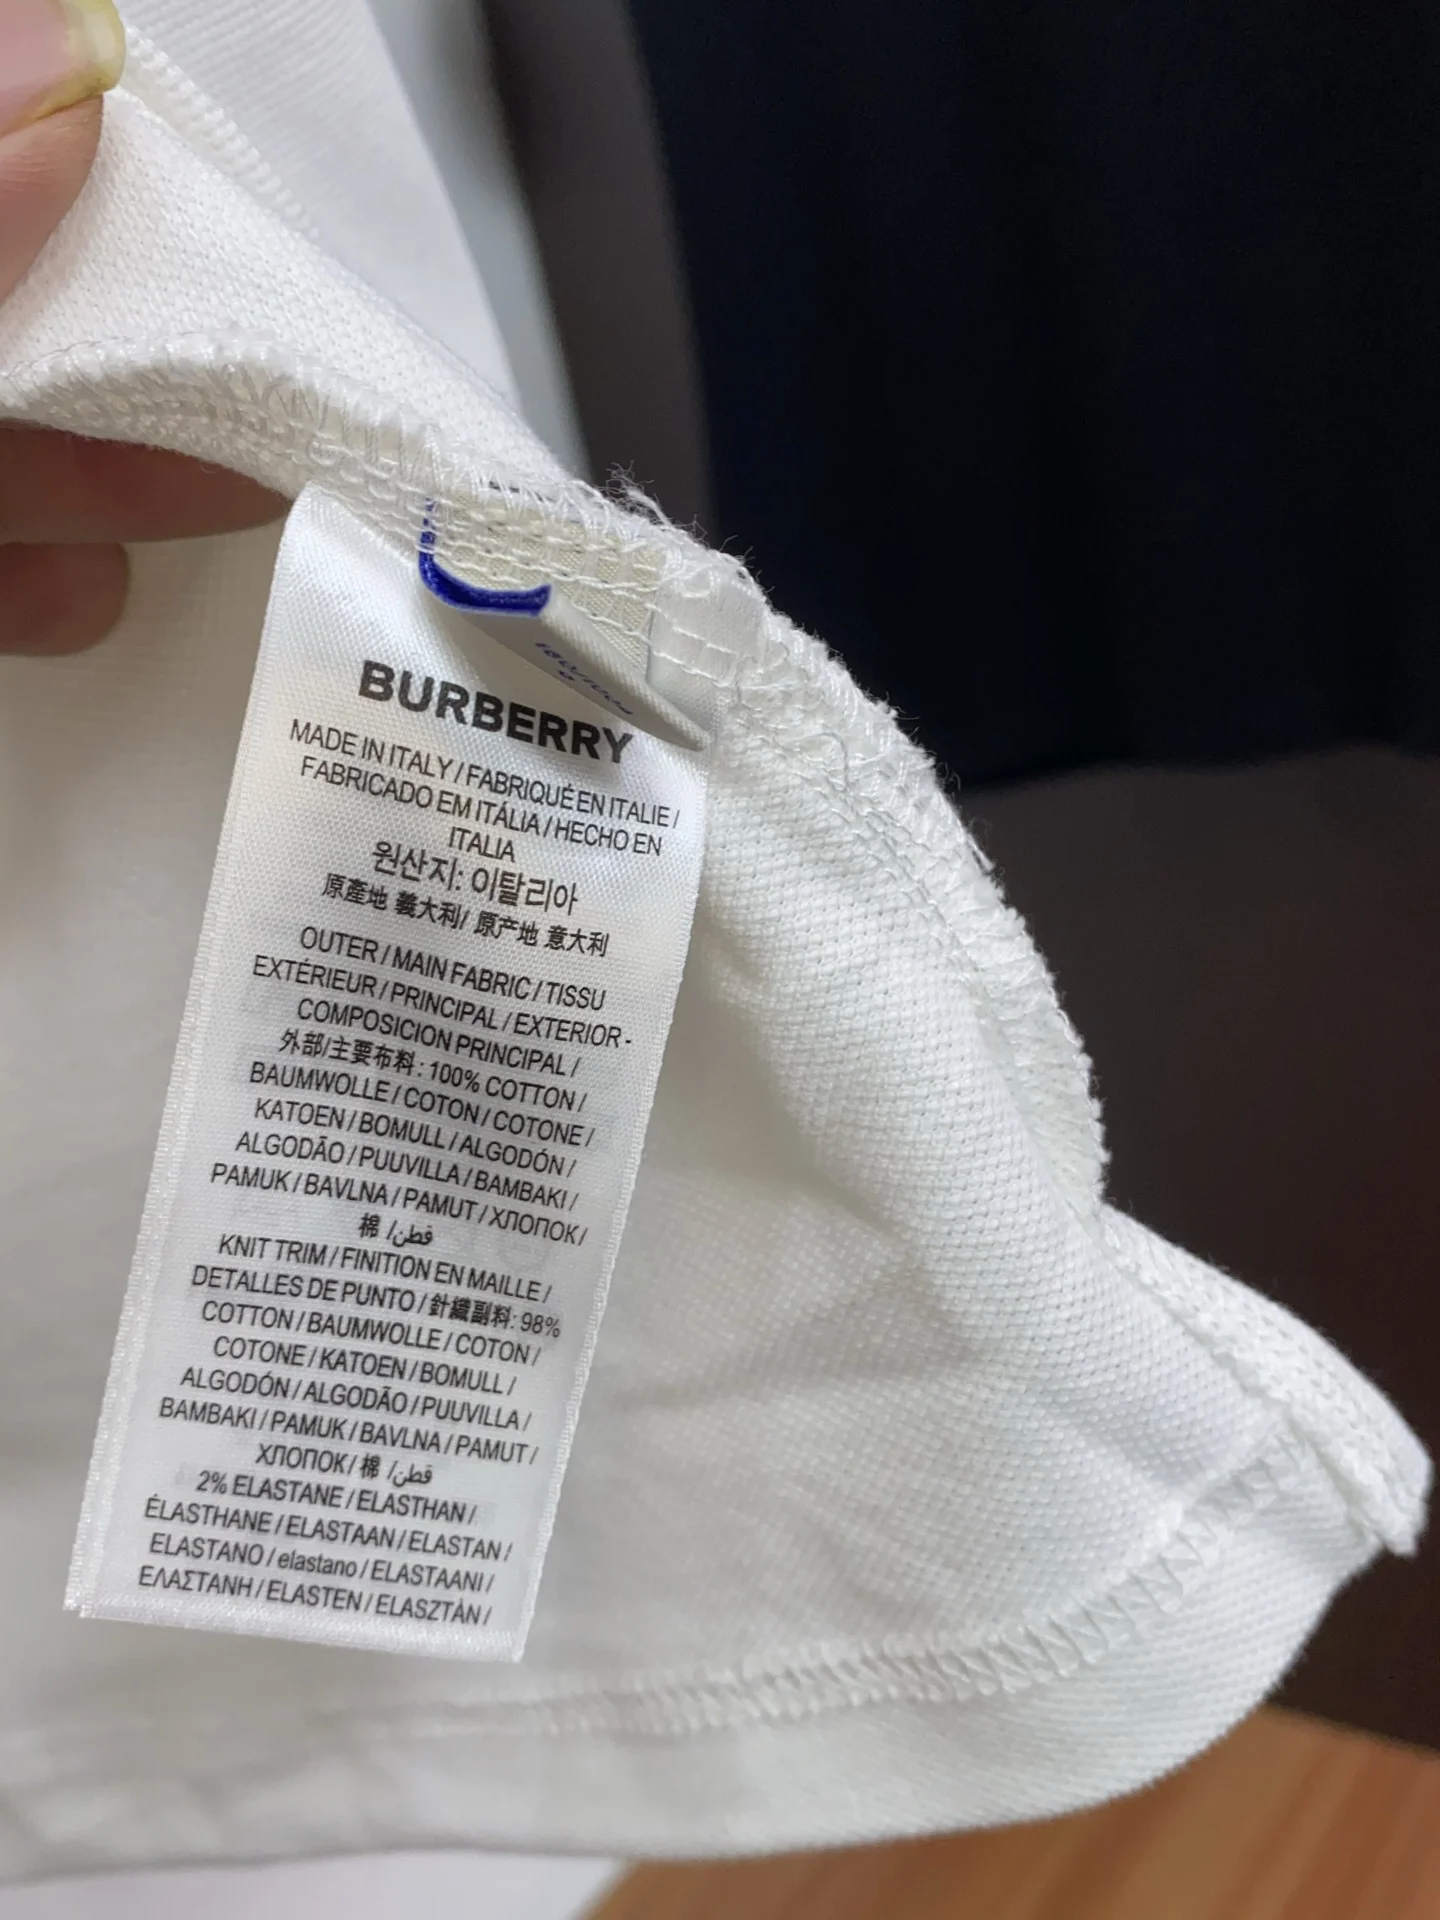 BURBERRY
MADE IN ITALY / FABRIQUÉ EN ITALIE /
FABRICADO EM ITÁLIA / HECHO EN
ITALIA
원산지: 이탈리아
原產地 義大利/ 原产地 意大利
OUTER / MAIN FABRIC / TISSU
EXTÉRIEUR / PRINCIPAL / EXTERIOR -
COMPOSICION PRINCIPAL /
外部/主要布料: 100% COTTON /
BAUMWOLLE / COTON / COTONE /
KATOEN / BOMULL / ALGODÓN /
ALGODÃO / PUUVILLA / BAMBAKI /
PAMUK / BAVLNA / PAMUT / ХЛОПОК /
棉 /قطن
KNIT TRIM / FINITION EN MAILLE /
DETALLES DE PUNTO / 針織副料: 98%
COTTON / BAUMWOLLE / COTON /
COTONE / KATOEN / BOMULL /
ALGODÓN / ALGODÃO / PUUVILLA /
BAMBAKI / PAMUK / BAVLNA / PAMUT /
ХЛОПОК / 棉 /قطن
2% ELASTANE / ELASTHAN /
ÉLASTHANE / ELASTAAN / ELASTAN /
ELASTANO / elastano / ELASTAANI /
ΕΛΑΣΤΑΝΗ / ELASTEN / ELASZTÀN /